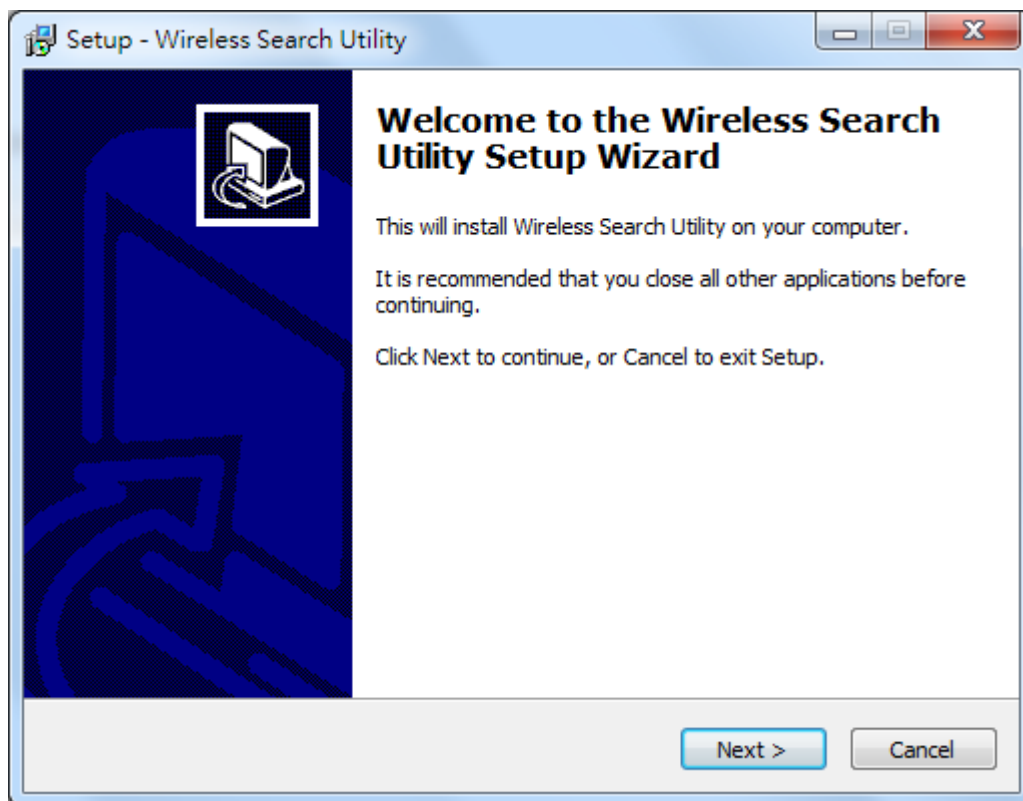 Setup - Wireless Search Utility
Welcome to the Wireless Search
Utility Setup Wizard
This will install Wireless Search Utility on your computer.
It is recommended that you close all other applications before
continuing.
Click Next to continue, or Cancel to exit Setup.
Next >
Cancel